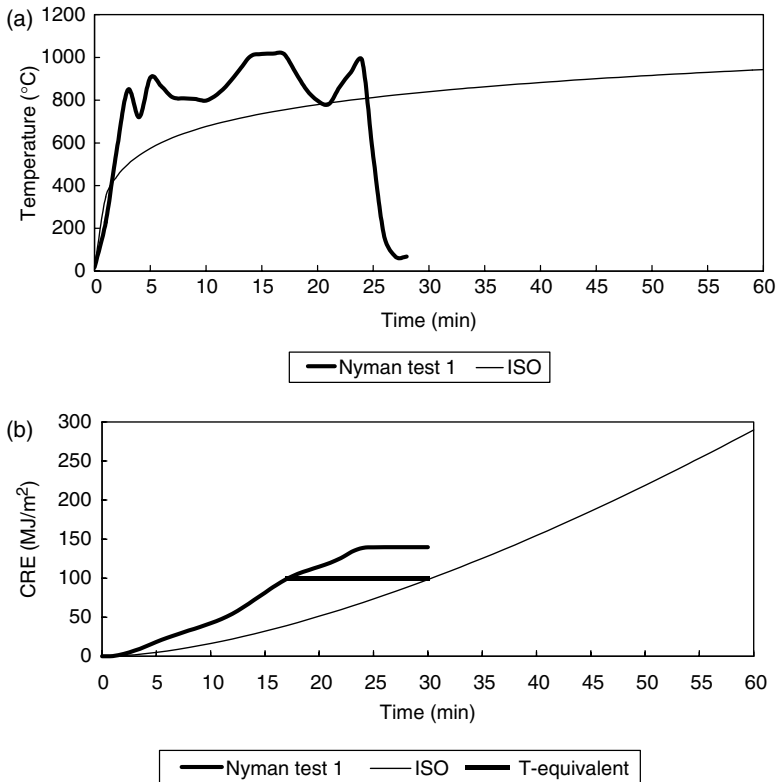 (a)
1200
1000
800
600
400
200
0
Temperature (°C)
0 5 10 15 20 25 30 35 40 45 50 55 60
Time (min)
Nyman test 1 ISO
(b)
300
250
200
150
100
50
0
CRE (MJ/m²)
0 5 10 15 20 25 30 35 40 45 50 55 60
Time (min)
Nyman test 1 ISO T-equivalent